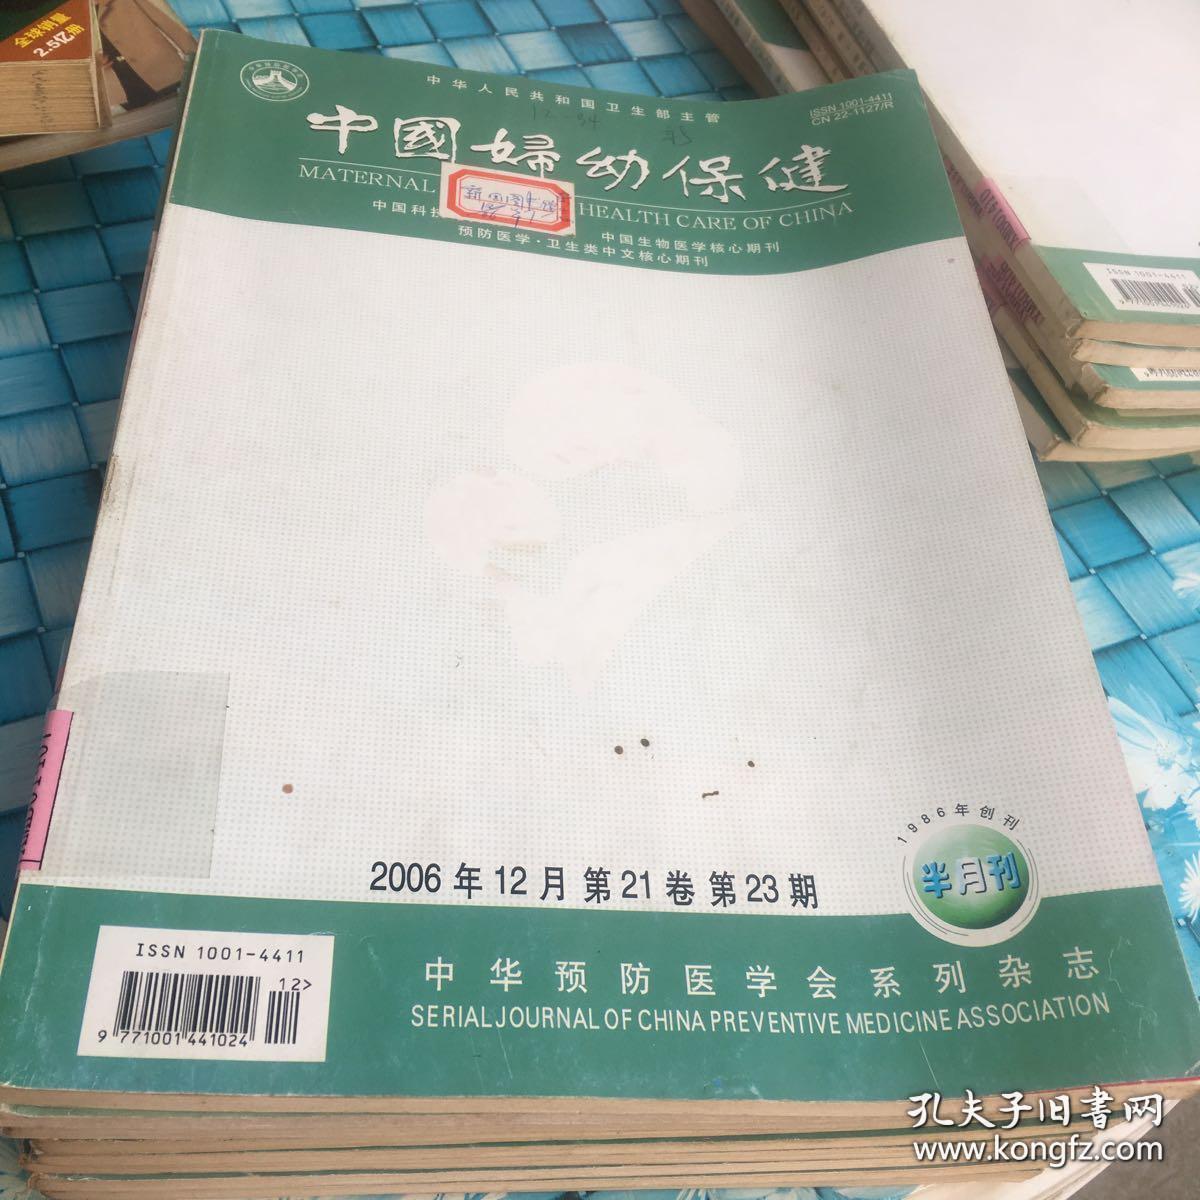 全球销量
2.5亿册
中华人民共和国卫生部主管
ISSN 1001-4411
CN 22-1127/R
12-84
中國婦幼保健
MATERNAL
HEALTH CARE OF CHINA
中国科技
中国生物医学核心期刊
预防医学·卫生类中文核心期刊
ISSN 1001-4411
1986年创刊
半月刊
2006年12月第21卷第23期
ISSN 1001-4411
12>
9 771001 441024
中华预防医学会系列杂志
SERIAL JOURNAL OF CHINA PREVENTIVE MEDICINE ASSOCIATION
孔夫子旧书网
www.kongfz.com